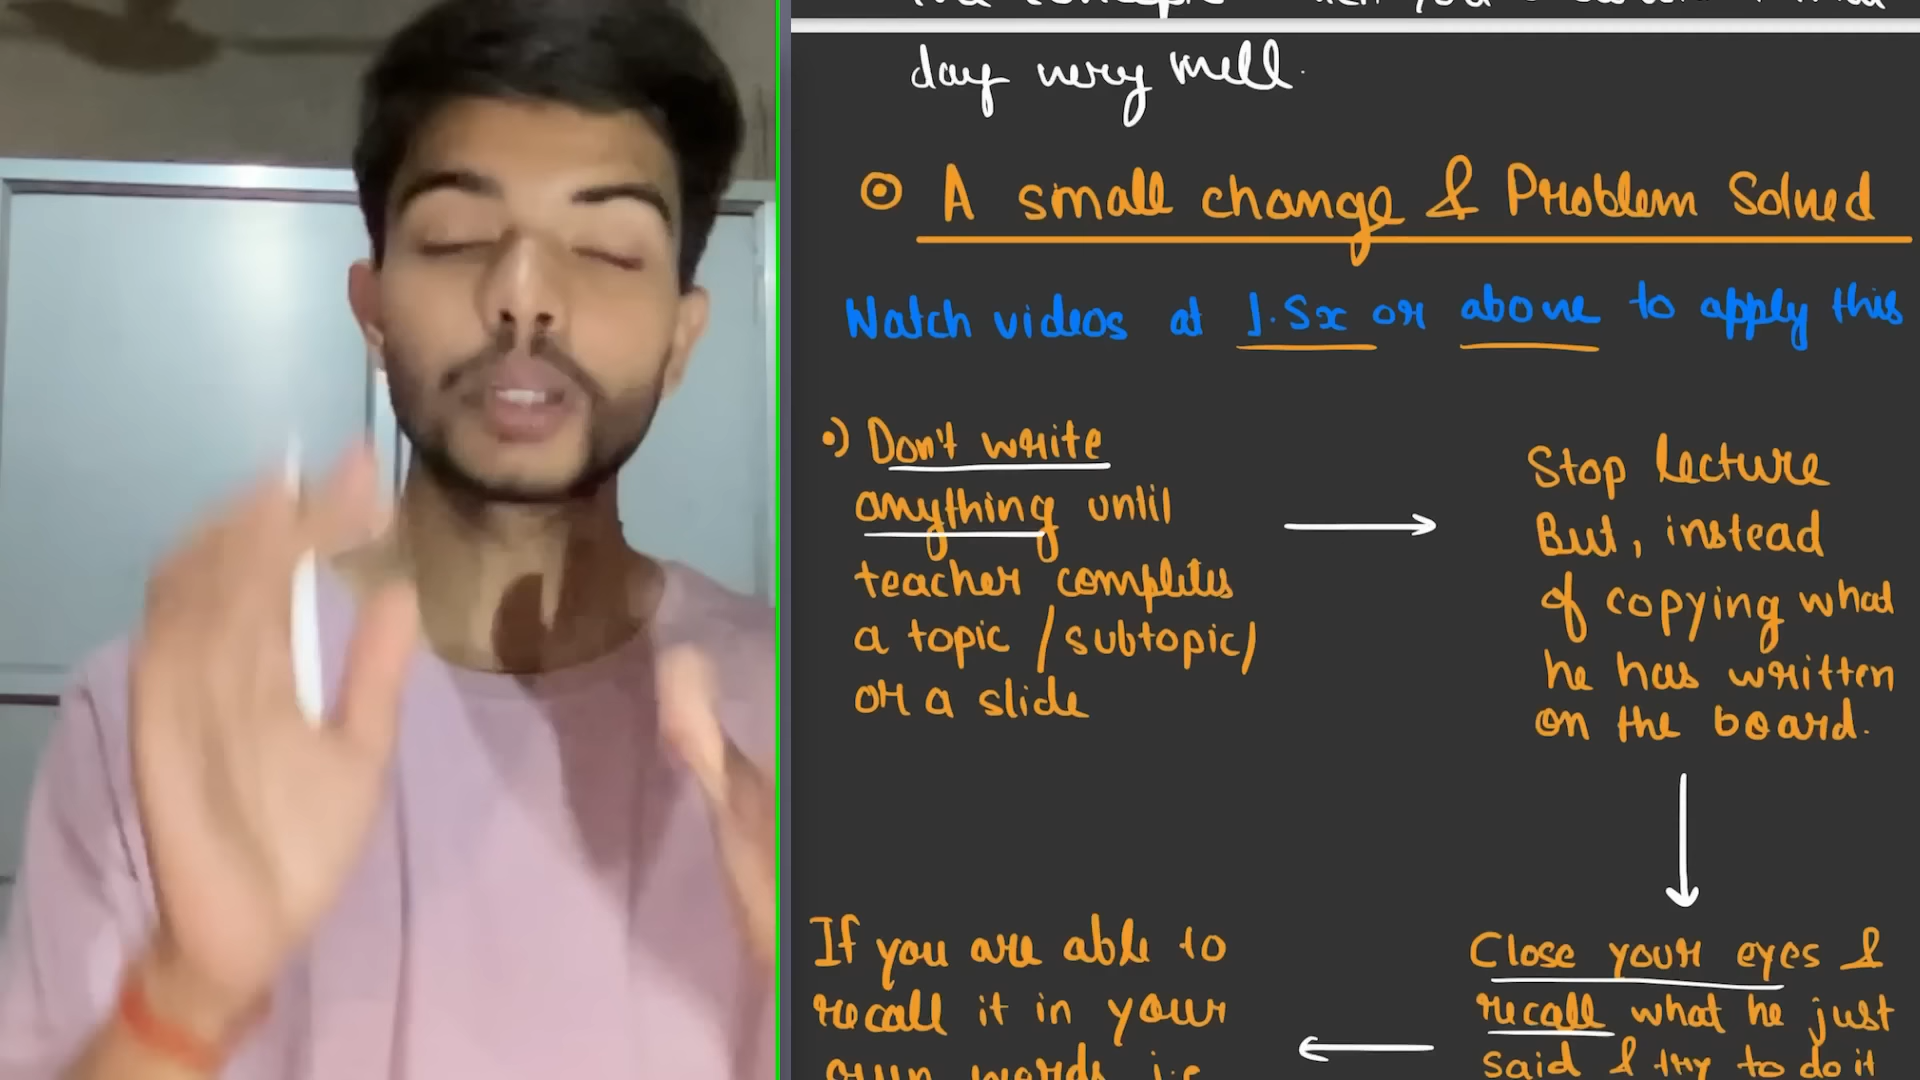 day very well.
A small change & Problem Solved
Watch videos at 1.5x or above to apply this
•) Don't write
anything until
teacher completes
a topic / subtopic /
or a slide
Stop lecture
But, instead
of copying what
he has written
on the board.
Close your eyes &
recall what he just
said & try to do it
If you are able to
recall it in your
own words i.e